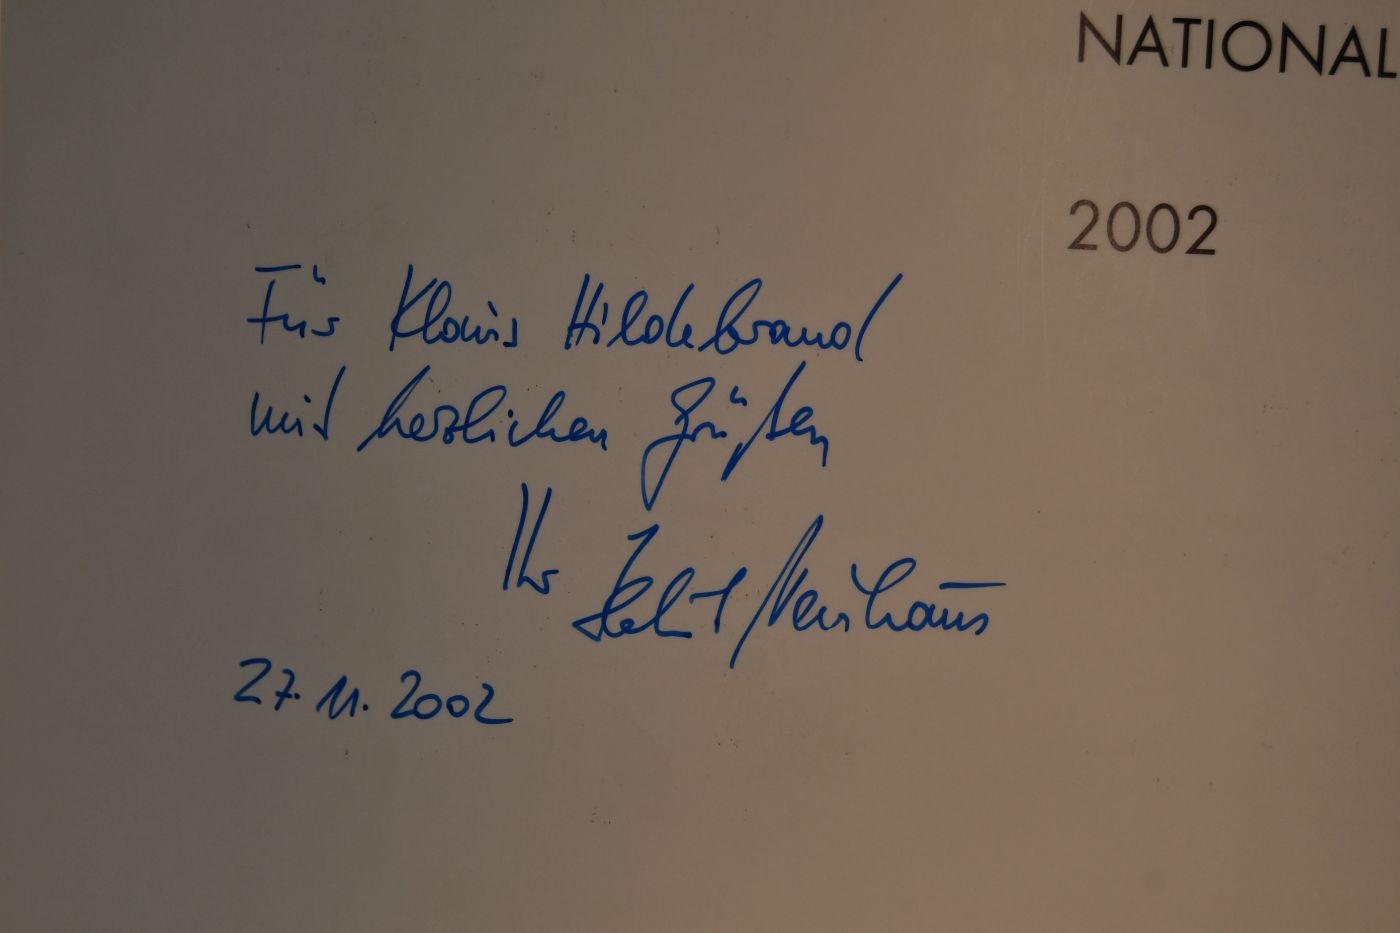 NATIONAL
2002
Für Klaus Hildebrand
mit herzlichen Grüßen
Ihr Helmut Neuhaus
27.11.2002